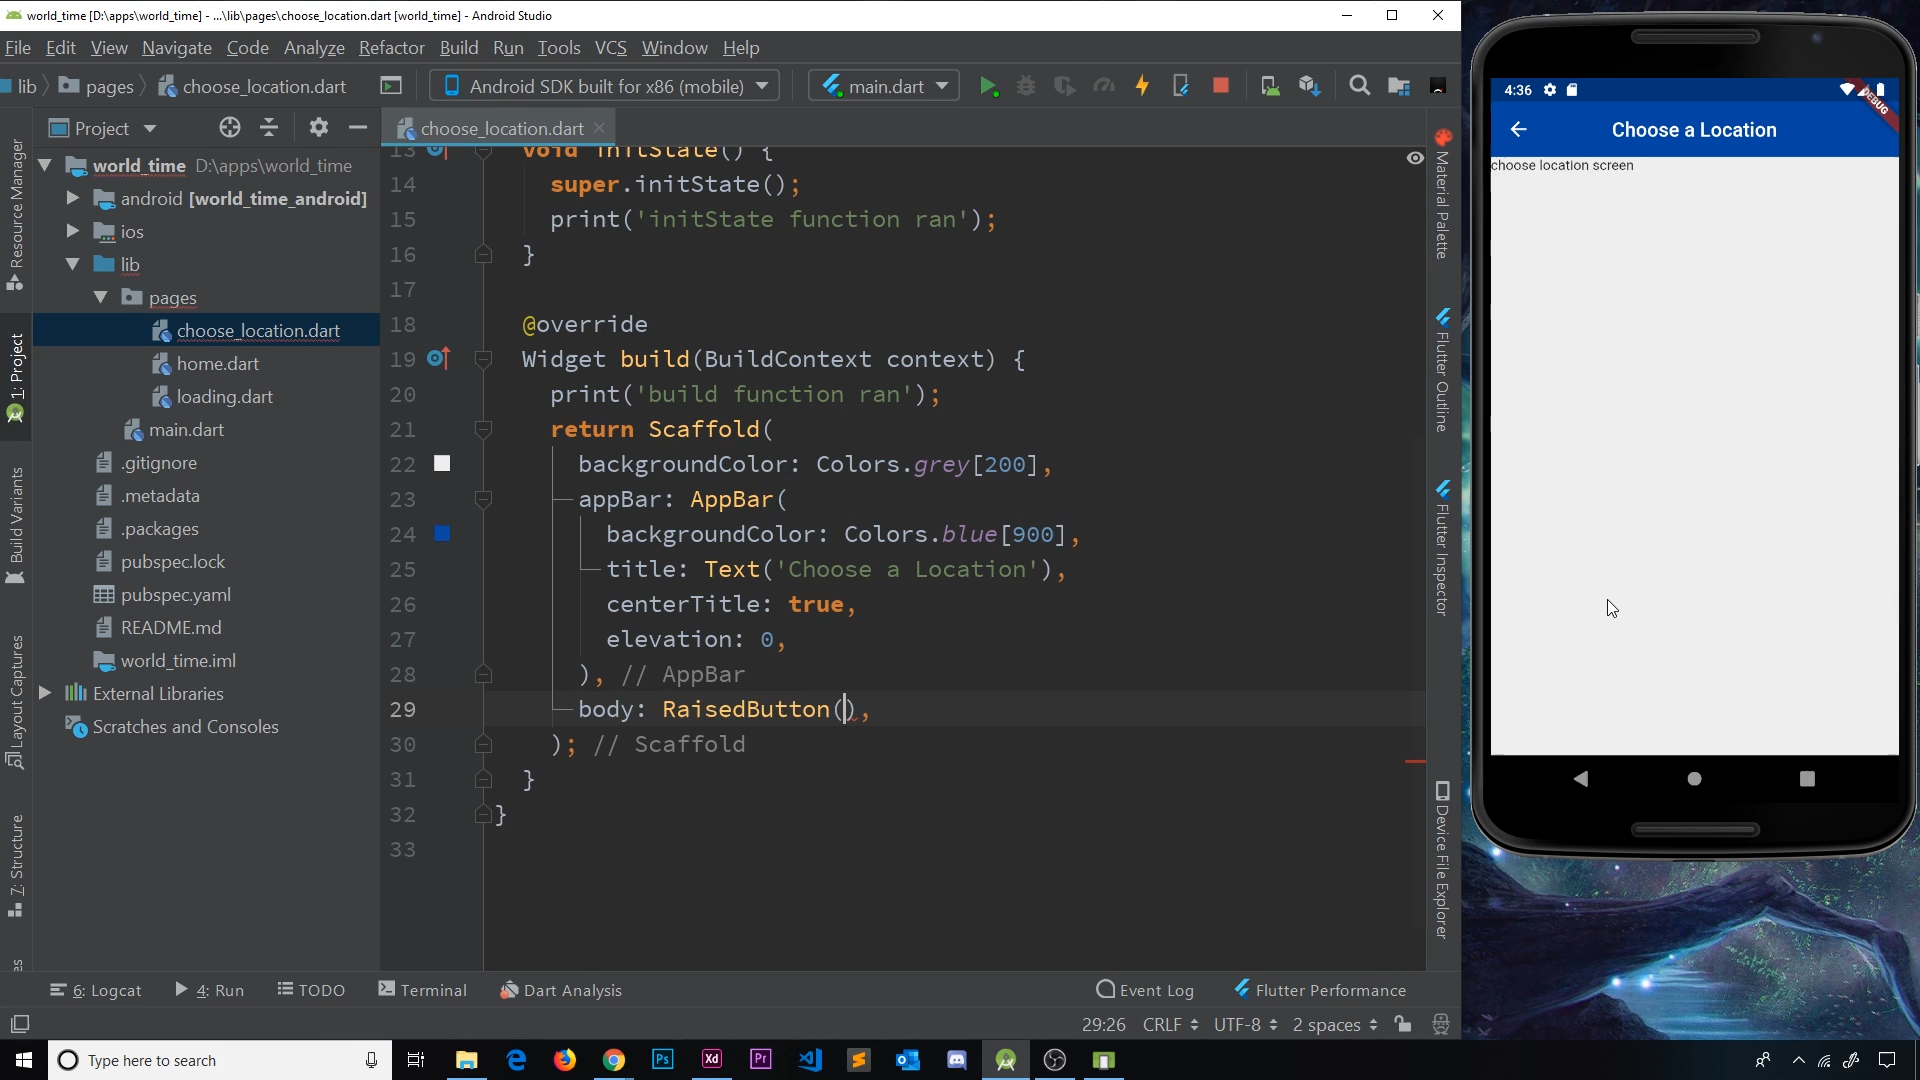 world_time [D:\apps\world_time] - ...\lib\pages\choose_location.dart [world_time] - Android Studio
File Edit View Navigate Code Analyze Refactor Build Run Tools VCS Window Help
lib pages choose_location.dart Android SDK built for x86 (mobile) main.dart
Project
choose_location.dart
world_time D:\apps\world_time
android [world_time_android]
ios
lib
pages
choose_location.dart
home.dart
loading.dart
main.dart
.gitignore
.metadata
.packages
pubspec.lock
pubspec.yaml
README.md
world_time.iml
External Libraries
Scratches and Consoles
Resource Manager
1: Project
Build Variants
Layout Captures
7: Structure
13 void initState() {
14 super.initState();
15 print('initState function ran');
16 }
17
18 @override
19 Widget build(BuildContext context) {
20 print('build function ran');
21 return Scaffold(
22 backgroundColor: Colors.grey[200],
23 appBar: AppBar(
24 backgroundColor: Colors.blue[900],
25 title: Text('Choose a Location'),
26 centerTitle: true,
27 elevation: 0,
28 ), // AppBar
29 body: RaisedButton(),
30 ); // Scaffold
31 }
32 }
33
Material Palette
Flutter Outline
Flutter Inspector
Device File Explorer
6: Logcat 4: Run TODO Terminal Dart Analysis Event Log Flutter Performance
29:26 CRLF UTF-8 2 spaces
Type here to search
Ps
Xd
Pr
4:36
DEBUG
Choose a Location
choose location screen